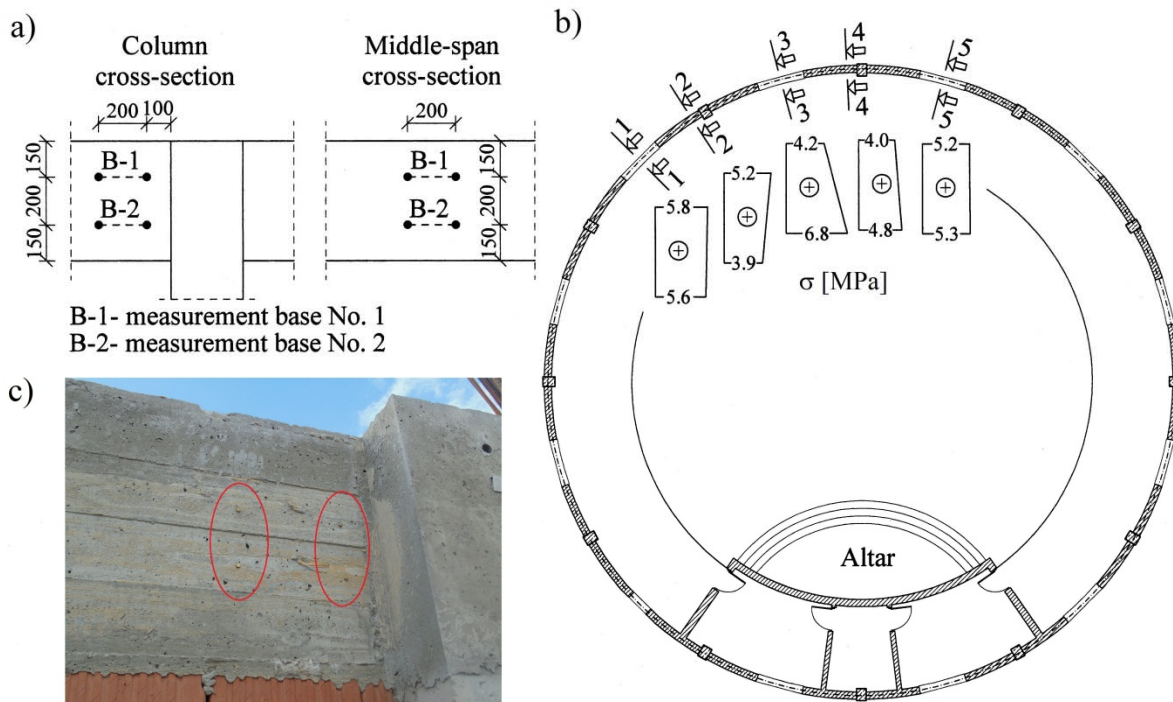 a)
Column
cross-section
Middle-span
cross-section
200 100
200
150
200
150
B-1
B-2
B-1
B-2
150
200
150
B-1- measurement base No. 1
B-2- measurement base No. 2
b)
1
1
2
2
3
3
4
4
5
5
5.8
5.6
5.2
3.9
4.2
6.8
4.0
4.8
5.2
5.3
σ [MPa]
Altar
c)